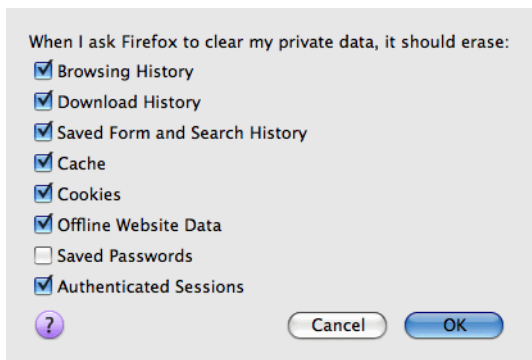 When I ask Firefox to clear my private data, it should erase:
Browsing History
Download History
Saved Form and Search History
Cache
Cookies
Offline Website Data
Saved Passwords
Authenticated Sessions
? Cancel OK